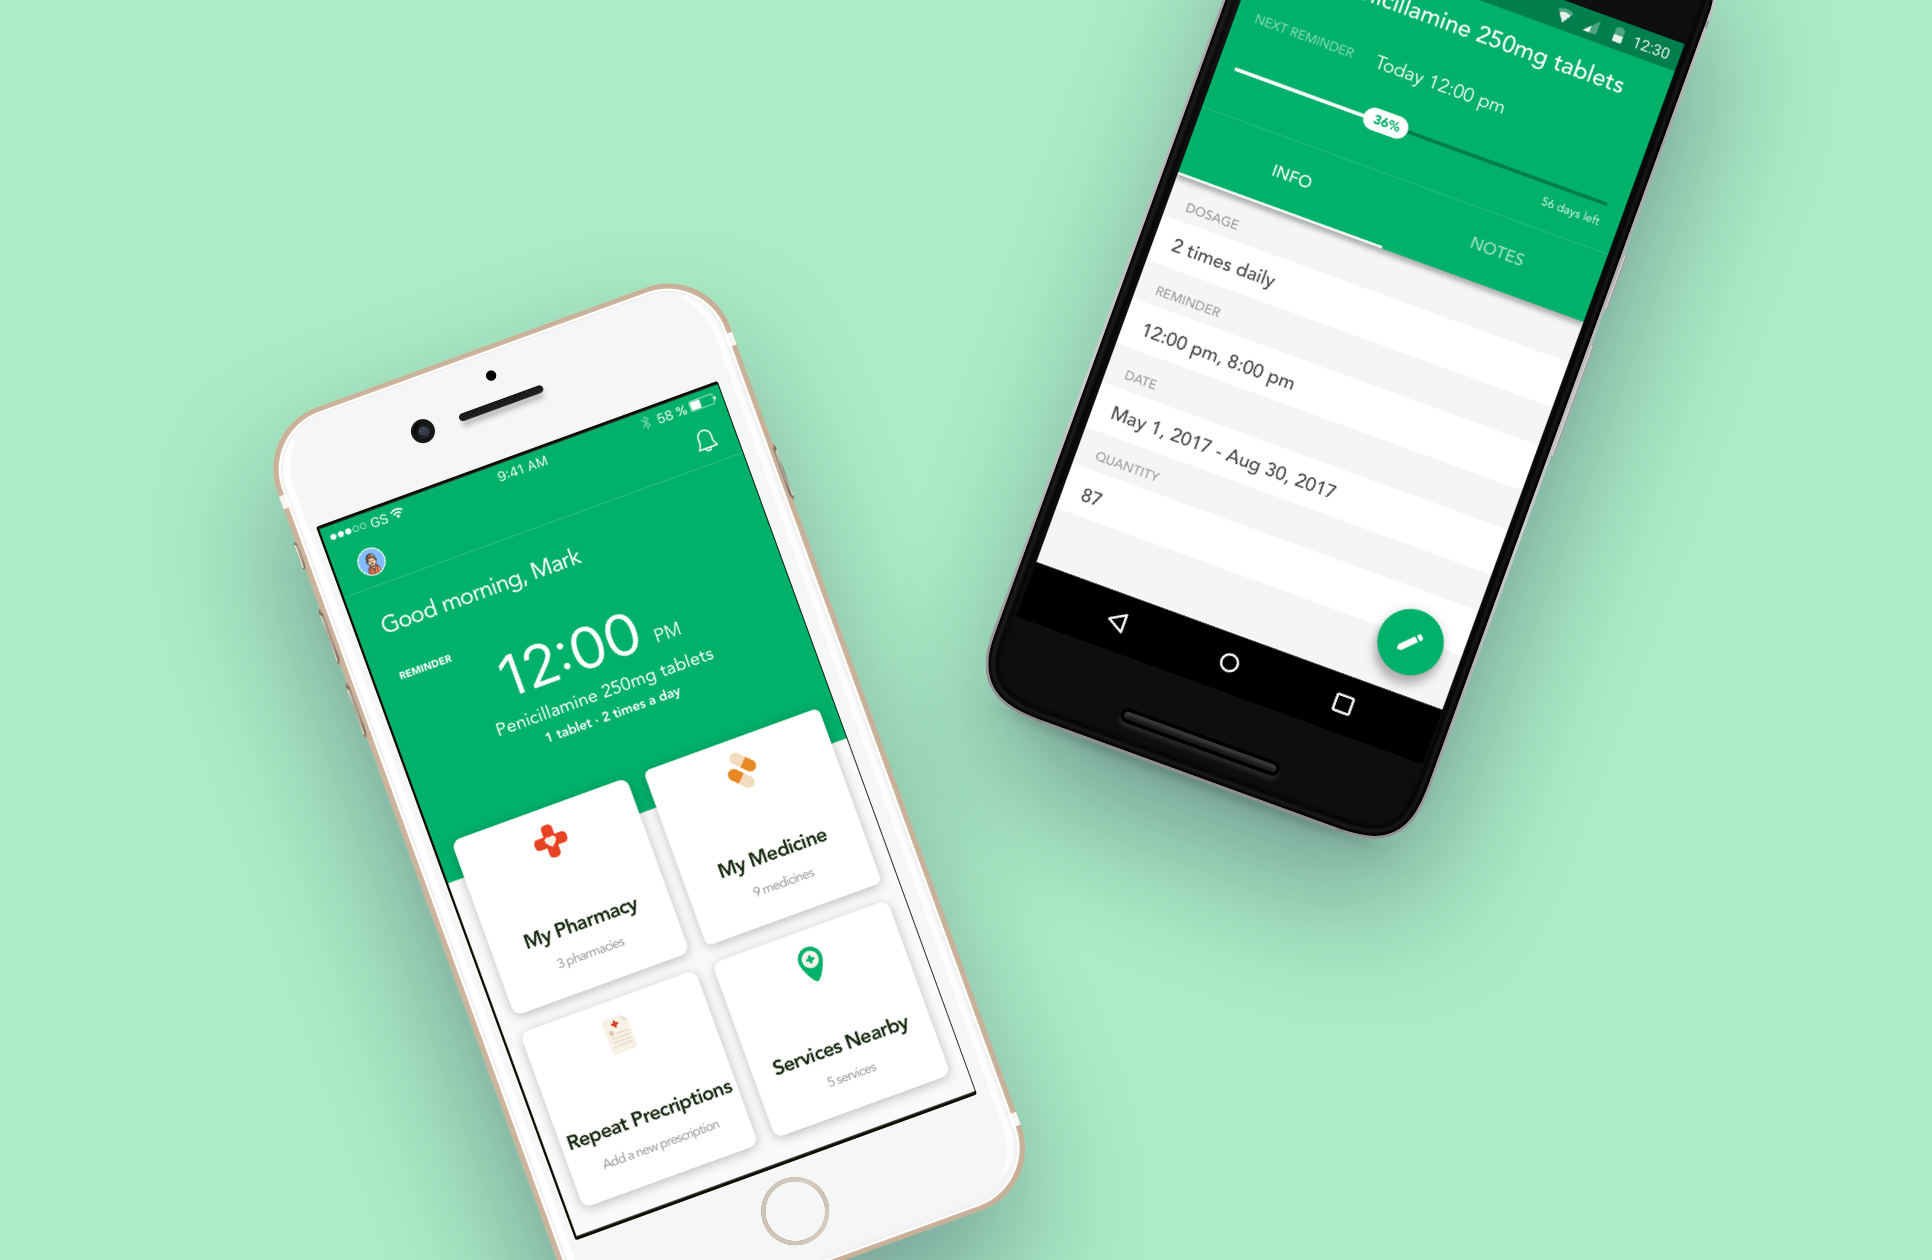 9:41 AM
58 %
GS
Good morning, Mark
REMINDER
12:00 PM
Penicillamine 250mg tablets
1 tablet · 2 times a day
My Pharmacy
3 pharmacies
My Medicine
9 medicines
Repeat Precriptions
Add a new prescription
Services Nearby
5 services
12:30
nicillamine 250mg tablets
NEXT REMINDER
Today 12:00 pm
36%
56 days left
INFO
NOTES
DOSAGE
2 times daily
REMINDER
12:00 pm, 8:00 pm
DATE
May 1, 2017 - Aug 30, 2017
QUANTITY
87